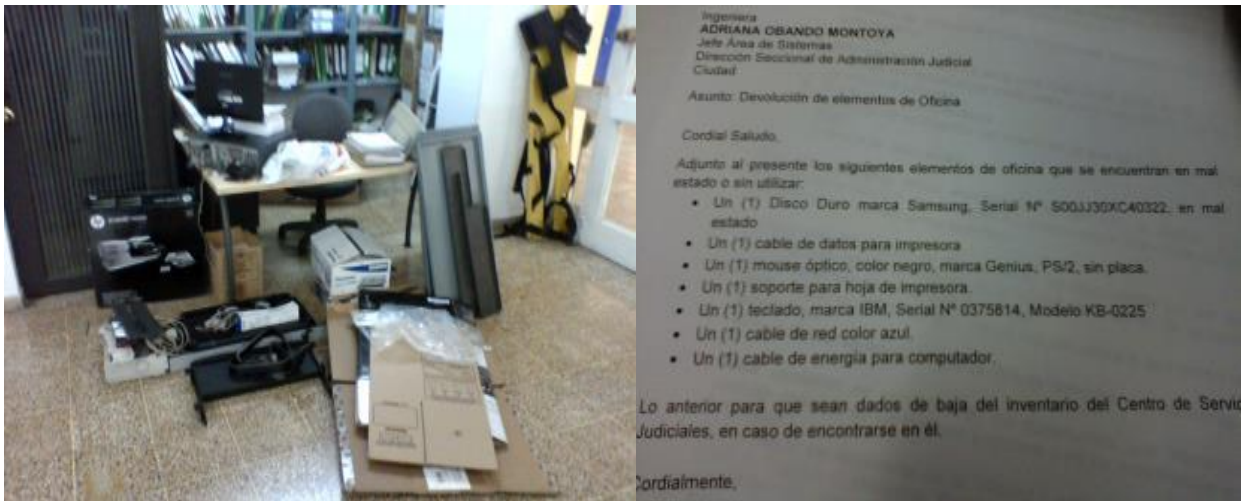 hp
Ingeniera
ADRIANA OBANDO MONTOYA
Jefe Área de Sistemas
Dirección Seccional de Administración Judicial
Ciudad
Asunto: Devolución de elementos de Oficina
Cordial Saludo,
Adjunto al presente los siguientes elementos de oficina que se encuentran en mal
estado o sin utilizar:
• Un (1) Disco Duro marca Samsung, Serial Nº S00JJ30XC40322, en mal
estado
• Un (1) cable de datos para impresora
• Un (1) mouse óptico, color negro, marca Genius, PS/2, sin placa.
• Un (1) soporte para hoja de impresora.
• Un (1) teclado, marca IBM, Serial Nº 0375814, Modelo KB-0225
• Un (1) cable de red color azul.
• Un (1) cable de energía para computador.
Lo anterior para que sean dados de baja del inventario del Centro de Servic
Judiciales, en caso de encontrarse en él.
Cordialmente,